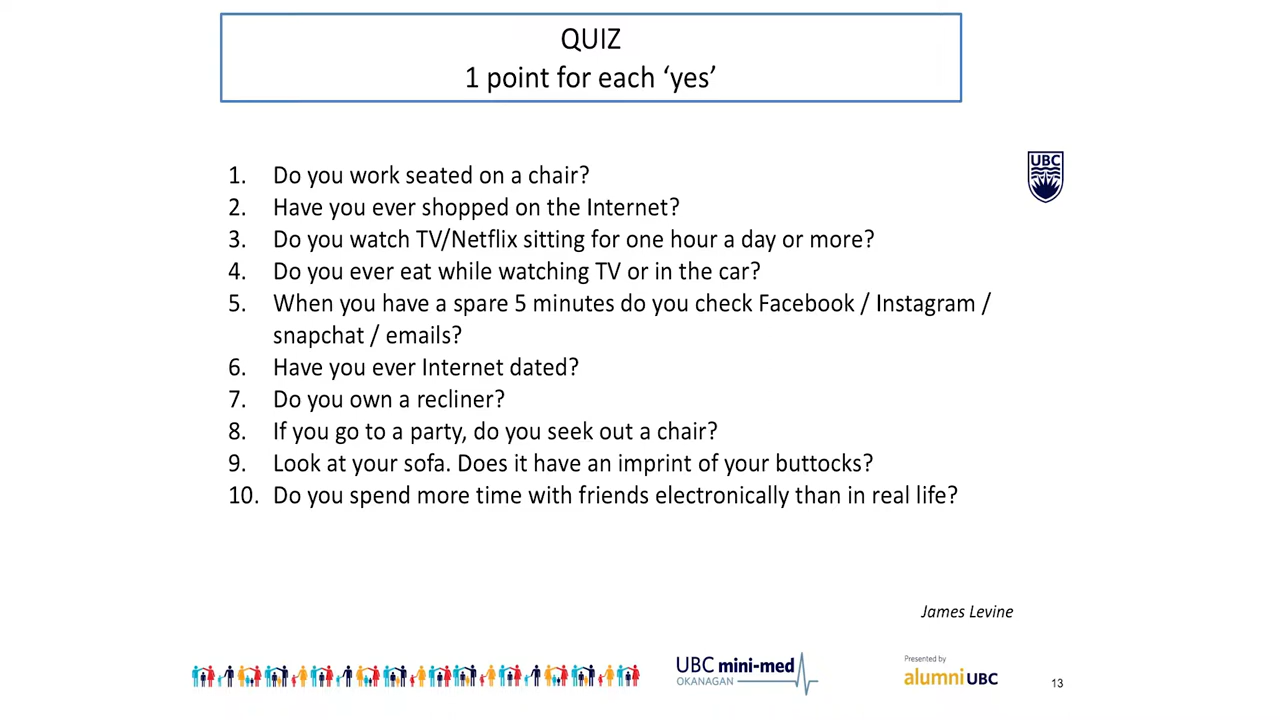 QUIZ
1 point for each ‘yes’
1. Do you work seated on a chair?
UBC
2. Have you ever shopped on the Internet?
3. Do you watch TV/Netflix sitting for one hour a day or more?
4. Do you ever eat while watching TV or in the car?
5. When you have a spare 5 minutes do you check Facebook / Instagram /
snapchat / emails?
6. Have you ever Internet dated?
7. Do you own a recliner?
8. If you go to a party, do you seek out a chair?
9. Look at your sofa. Does it have an imprint of your buttocks?
10. Do you spend more time with friends electronically than in real life?
James Levine
UBC mini-med
OKANAGAN
Presented by
alumni UBC
13